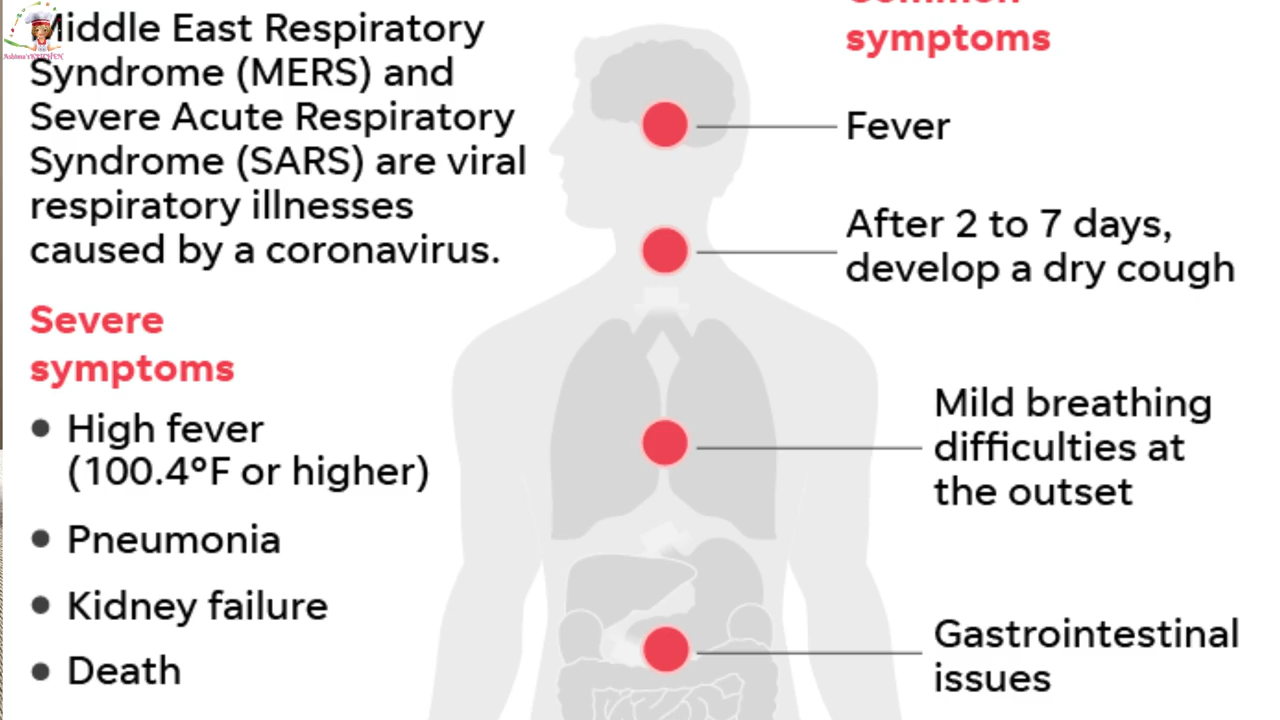 Middle East Respiratory
Syndrome (MERS) and
Severe Acute Respiratory
Syndrome (SARS) are viral
respiratory illnesses
caused by a coronavirus.
Severe
symptoms
• High fever
(100.4°F or higher)
• Pneumonia
• Kidney failure
• Death
Common
symptoms
Fever
After 2 to 7 days,
develop a dry cough
Mild breathing
difficulties at
the outset
Gastrointestinal
issues